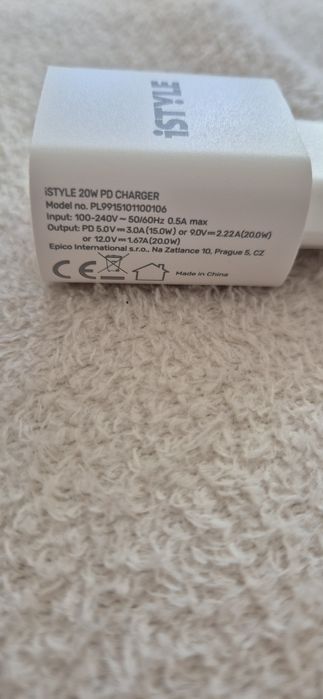 iSTYLE
iSTYLE 20W PD CHARGER
Model no. PL9915101100106
Input: 100-240V ~ 50/60Hz 0.5A max
Output: PD 5.0V⎓3.0A (15.0W) or 9.0V⎓2.22A(20.0W)
or 12.0V⎓1.67A(20.0W)
Epico International s.r.o. Na Zatlance 10, Prague 5, CZ
CE Made in China